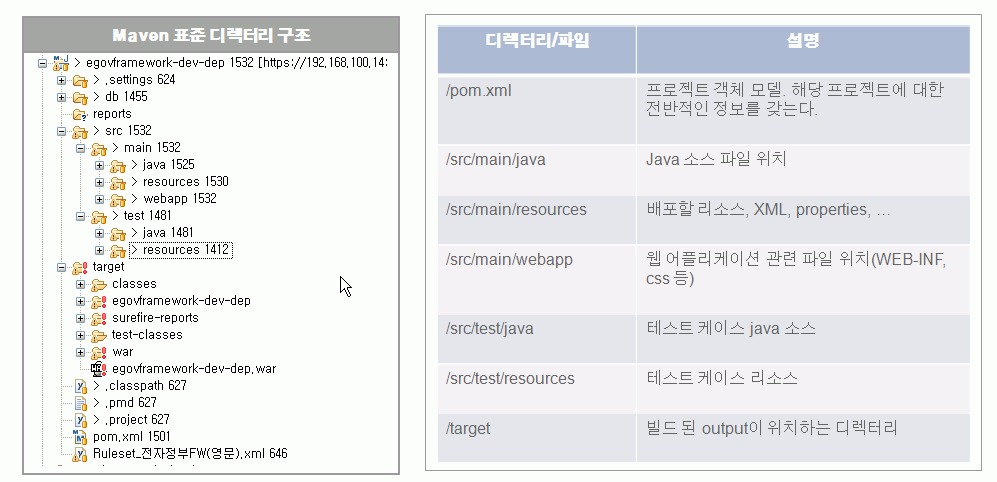 Maven 표준 디렉터리 구조
> egovframework-dev-dep 1532 [https://192,168,100,14:
> .settings 624
> db 1455
reports
> src 1532
> main 1532
> java 1525
> resources 1530
> webapp 1532
> test 1481
> java 1481
> resources 1412
target
classes
egovframework-dev-dep
surefire-reports
test-classes
war
egovframework-dev-dep.war
> .classpath 627
> .pmd 627
> .project 627
pom.xml 1501
Ruleset_전자정부FW(영문).xml 646
디렉터리/파일 설명
/pom.xml 프로젝트 객체 모델. 해당 프로젝트에 대한
전반적인 정보를 갖는다.
/src/main/java Java 소스 파일 위치
/src/main/resources 배포할 리소스, XML, properties, …
/src/main/webapp 웹 어플리케이션 관련 파일 위치(WEB-INF,
css 등)
/src/test/java 테스트 케이스 java 소스
/src/test/resources 테스트 케이스 리소스
/target 빌드 된 output이 위치하는 디렉터리